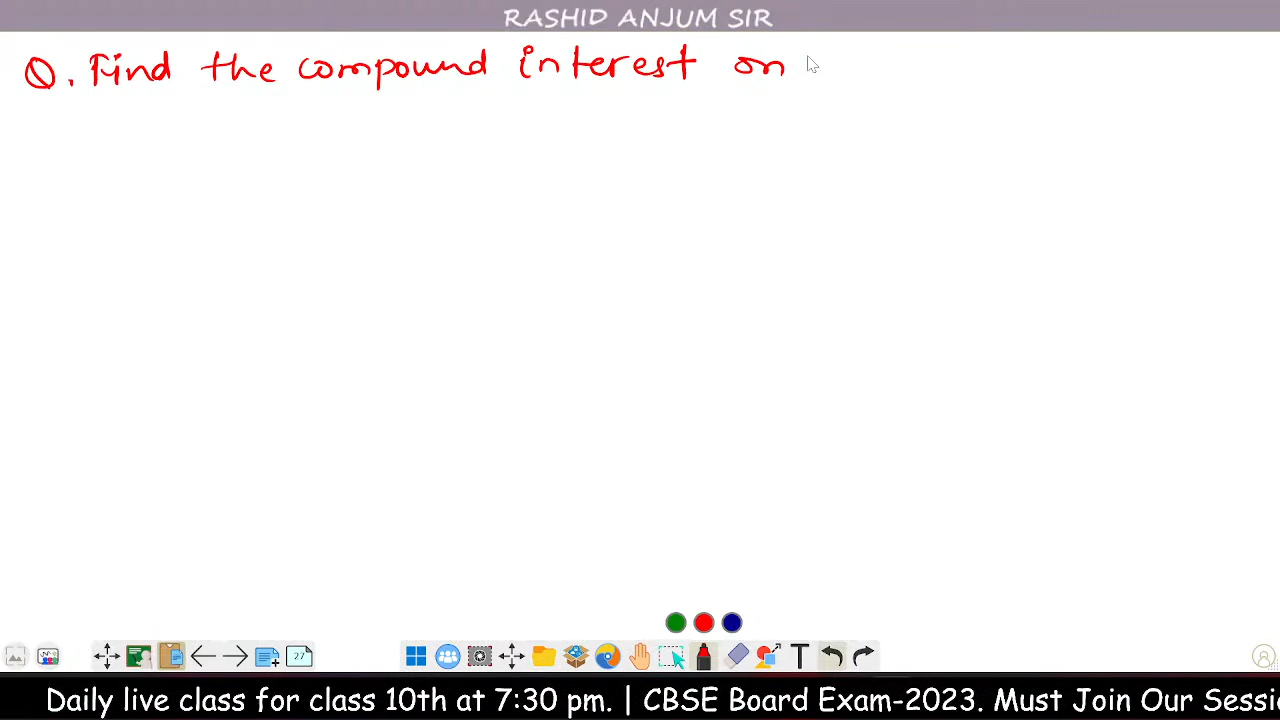 RASHID ANJUM SIR
Q. Find the compound interest on
27
T
Daily live class for class 10th at 7:30 pm. | CBSE Board Exam-2023. Must Join Our Sessi